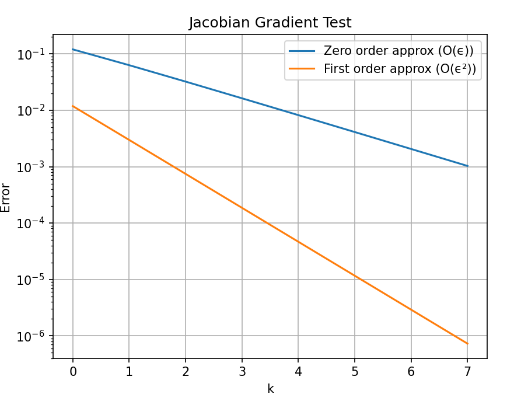 Jacobian Gradient Test
Zero order approx (O(ϵ))
First order approx (O(ϵ²))
Error
10⁻¹
10⁻²
10⁻³
10⁻⁴
10⁻⁵
10⁻⁶
0 1 2 3 4 5 6 7
k